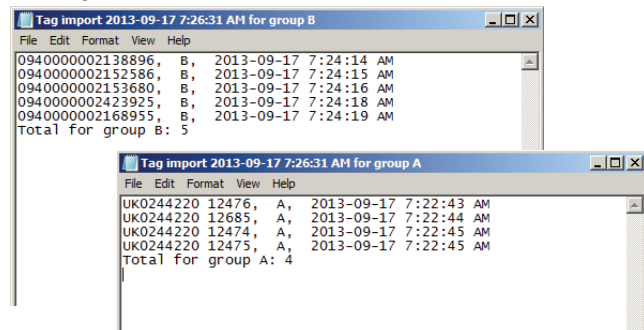 Tag import 2013-09-17 7:26:31 AM for group B
File Edit Format View Help
0940000002138896, B, 2013-09-17 7:24:14 AM
0940000002152586, B, 2013-09-17 7:24:15 AM
0940000002153680, B, 2013-09-17 7:24:16 AM
0940000002423925, B, 2013-09-17 7:24:18 AM
0940000002168955, B, 2013-09-17 7:24:19 AM
Total for group B: 5
Tag import 2013-09-17 7:26:31 AM for group A
File Edit Format View Help
UK0244220 12476, A, 2013-09-17 7:22:43 AM
UK0244220 12685, A, 2013-09-17 7:22:44 AM
UK0244220 12474, A, 2013-09-17 7:22:45 AM
UK0244220 12475, A, 2013-09-17 7:22:45 AM
Total for group A: 4